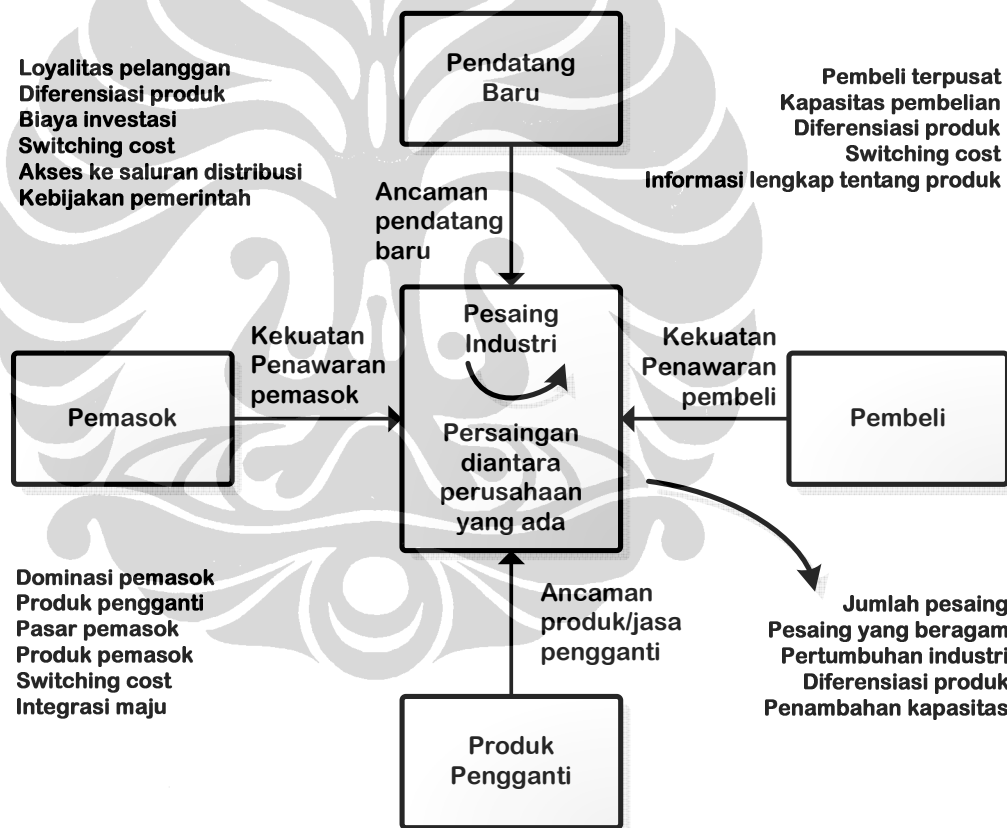 Loyalitas pelanggan
Diferensiasi produk
Biaya investasi
Switching cost
Akses ke saluran distribusi
Kebijakan pemerintah
Pendatang
Baru
Pembeli terpusat
Kapasitas pembelian
Diferensiasi produk
Switching cost
Informasi lengkap tentang produk
Ancaman
pendatang
baru
Pemasok
Kekuatan
Penawaran
pemasok
Pesaing
Industri
Persaingan
diantara
perusahaan
yang ada
Kekuatan
Penawaran
pembeli
Pembeli
Dominasi pemasok
Produk pengganti
Pasar pemasok
Produk pemasok
Switching cost
Integrasi maju
Ancaman
produk/jasa
pengganti
Produk
Pengganti
Jumlah pesaing
Pesaing yang beragam
Pertumbuhan industri
Diferensiasi produk
Penambahan kapasitas